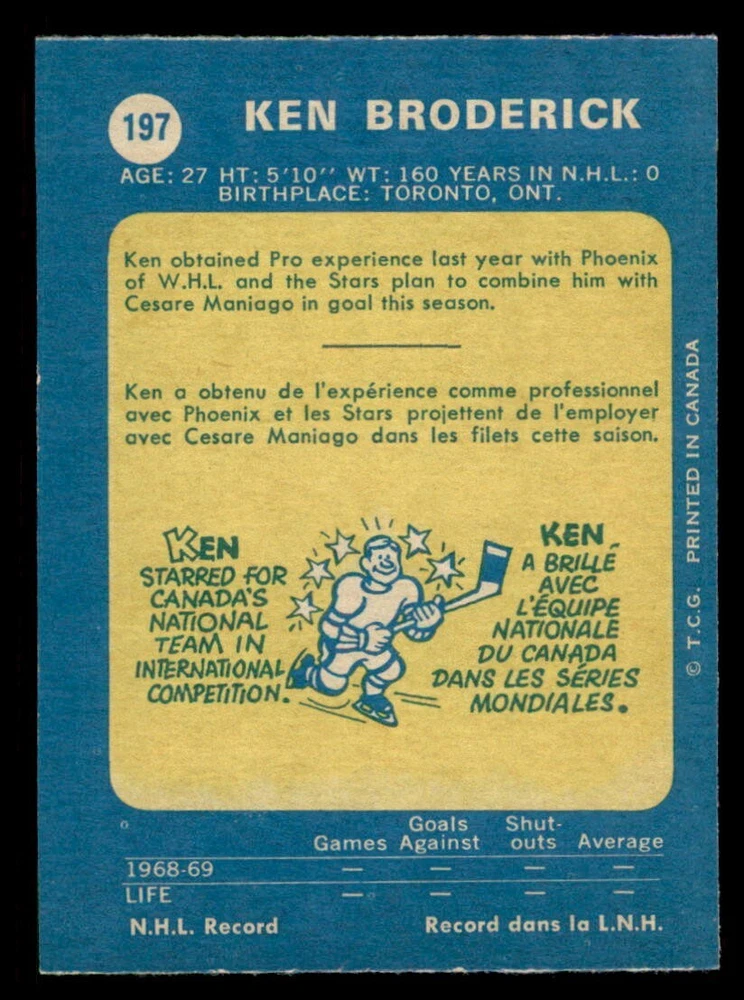 197
KEN BRODERICK
AGE: 27 HT: 5'10'' WT: 160 YEARS IN N.H.L.: 0
BIRTHPLACE: TORONTO, ONT.
Ken obtained Pro experience last year with Phoenix
of W.H.L. and the Stars plan to combine him with
Cesare Maniago in goal this season.
Ken a obtenu de l'expérience comme professionnel
avec Phoenix et les Stars projettent de l'employer
avec Cesare Maniago dans les filets cette saison.
KEN
STARRED FOR
CANADA'S
NATIONAL
TEAM IN
INTERNATIONAL
COMPETITION.
KEN
A BRILLÉ
AVEC
L'ÉQUIPE
NATIONALE
DU CANADA
DANS LES SÉRIES
MONDIALES.
© T.C.G. PRINTED IN CANADA
Goals Shut-
Games Against outs Average
1968-69 — — — —
LIFE — — — —
N.H.L. Record Record dans la L.N.H.